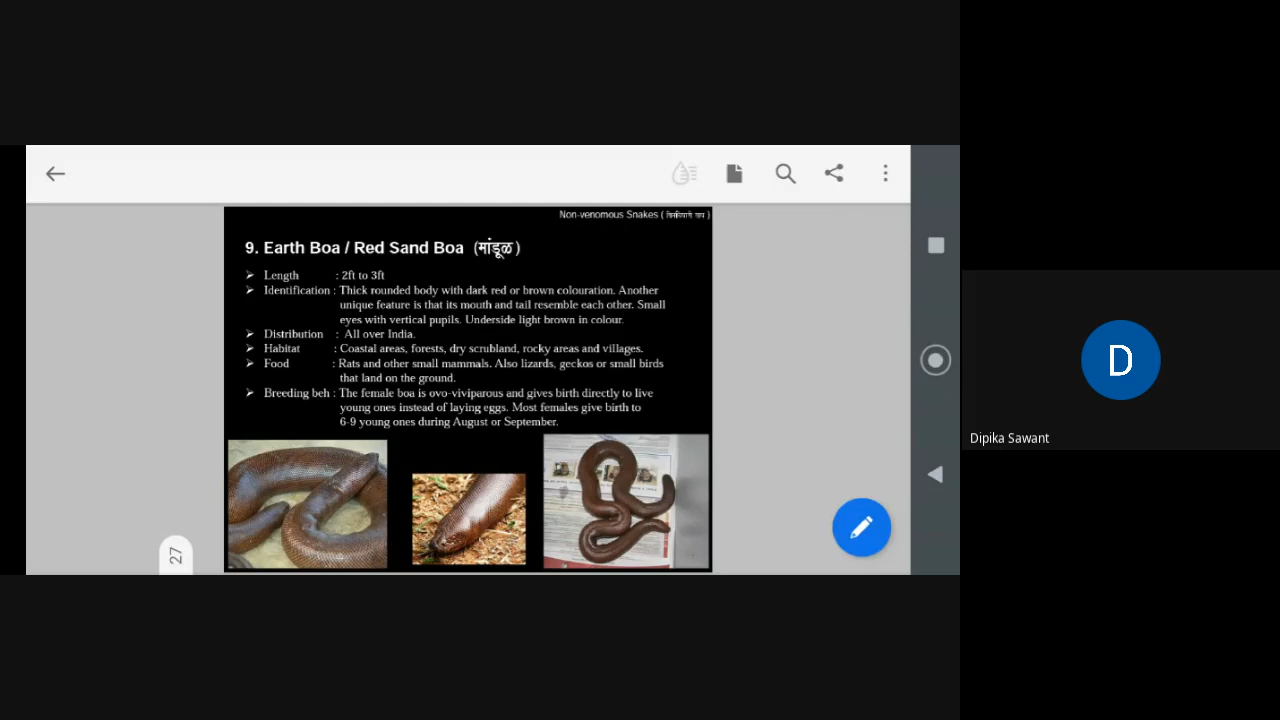 Non-venomous Snakes (बिनविषारी साप)
9. Earth Boa / Red Sand Boa (मांडूळ)
➢ Length : 2ft to 3ft
➢ Identification : Thick rounded body with dark red or brown colouration. Another
unique feature is that its mouth and tail resemble each other. Small
eyes with vertical pupils. Underside light brown in colour.
➢ Distribution : All over India.
➢ Habitat : Coastal areas, forests, dry scrubland, rocky areas and villages.
➢ Food : Rats and other small mammals. Also lizards, geckos or small birds
that land on the ground.
➢ Breeding beh : The female boa is ovo-viviparous and gives birth directly to live
young ones instead of laying eggs. Most females give birth to
6-9 young ones during August or September.
27
D
Dipika Sawant